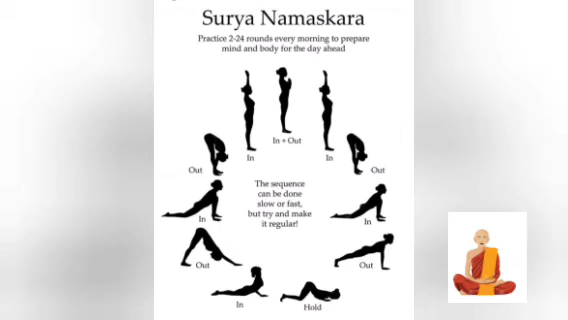 Surya Namaskara
Practice 2-24 rounds every morning to prepare
mind and body for the day ahead
In + Out
In
In
Out
Out
The sequence
can be done
slow or fast,
but try and make
it regular!
In
In
Out
Out
In
Hold